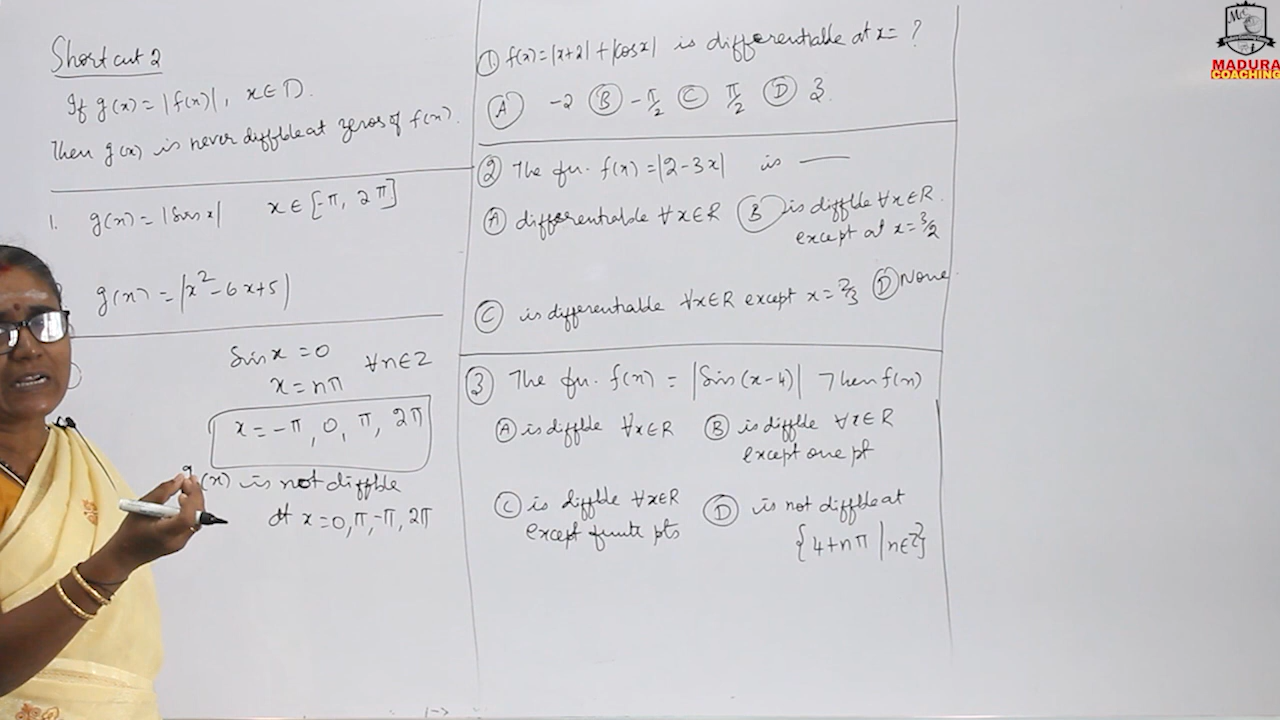 Shortcut 2
If g(x) = |f(x)|, x∈D.
Then g(x) is never diffble at zeros of f(x).
1. g(x) = |sin x| x∈[-π, 2π]
g(x) = |x²-6x+5|
Sin x = 0
x = nπ ∀n∈Z
x = -π, 0, π, 2π
g(x) is not diffble
at x = 0, π, -π, 2π
① f(x) = |x+2| + |cos x| is differentiable at x = ?
Ⓐ -2 Ⓑ -π/2 Ⓒ π/2 Ⓓ 3
② The fn. f(x) = |2-3x| is —
Ⓐ differentiable ∀x∈R Ⓑ is diffble ∀x∈R.
except at x = 3/2
Ⓒ is differentiable ∀x∈R except x = 2/3 Ⓓ None
③ The fn. f(x) = |Sin(x-4)| Then f(x)
Ⓐ is diffble ∀x∈R Ⓑ is diffble ∀x∈R
except one pt
Ⓒ is diffble ∀x∈R
except finite pts
Ⓓ is not diffble at
{4+nπ | n∈Z}
MADURA
COACHING